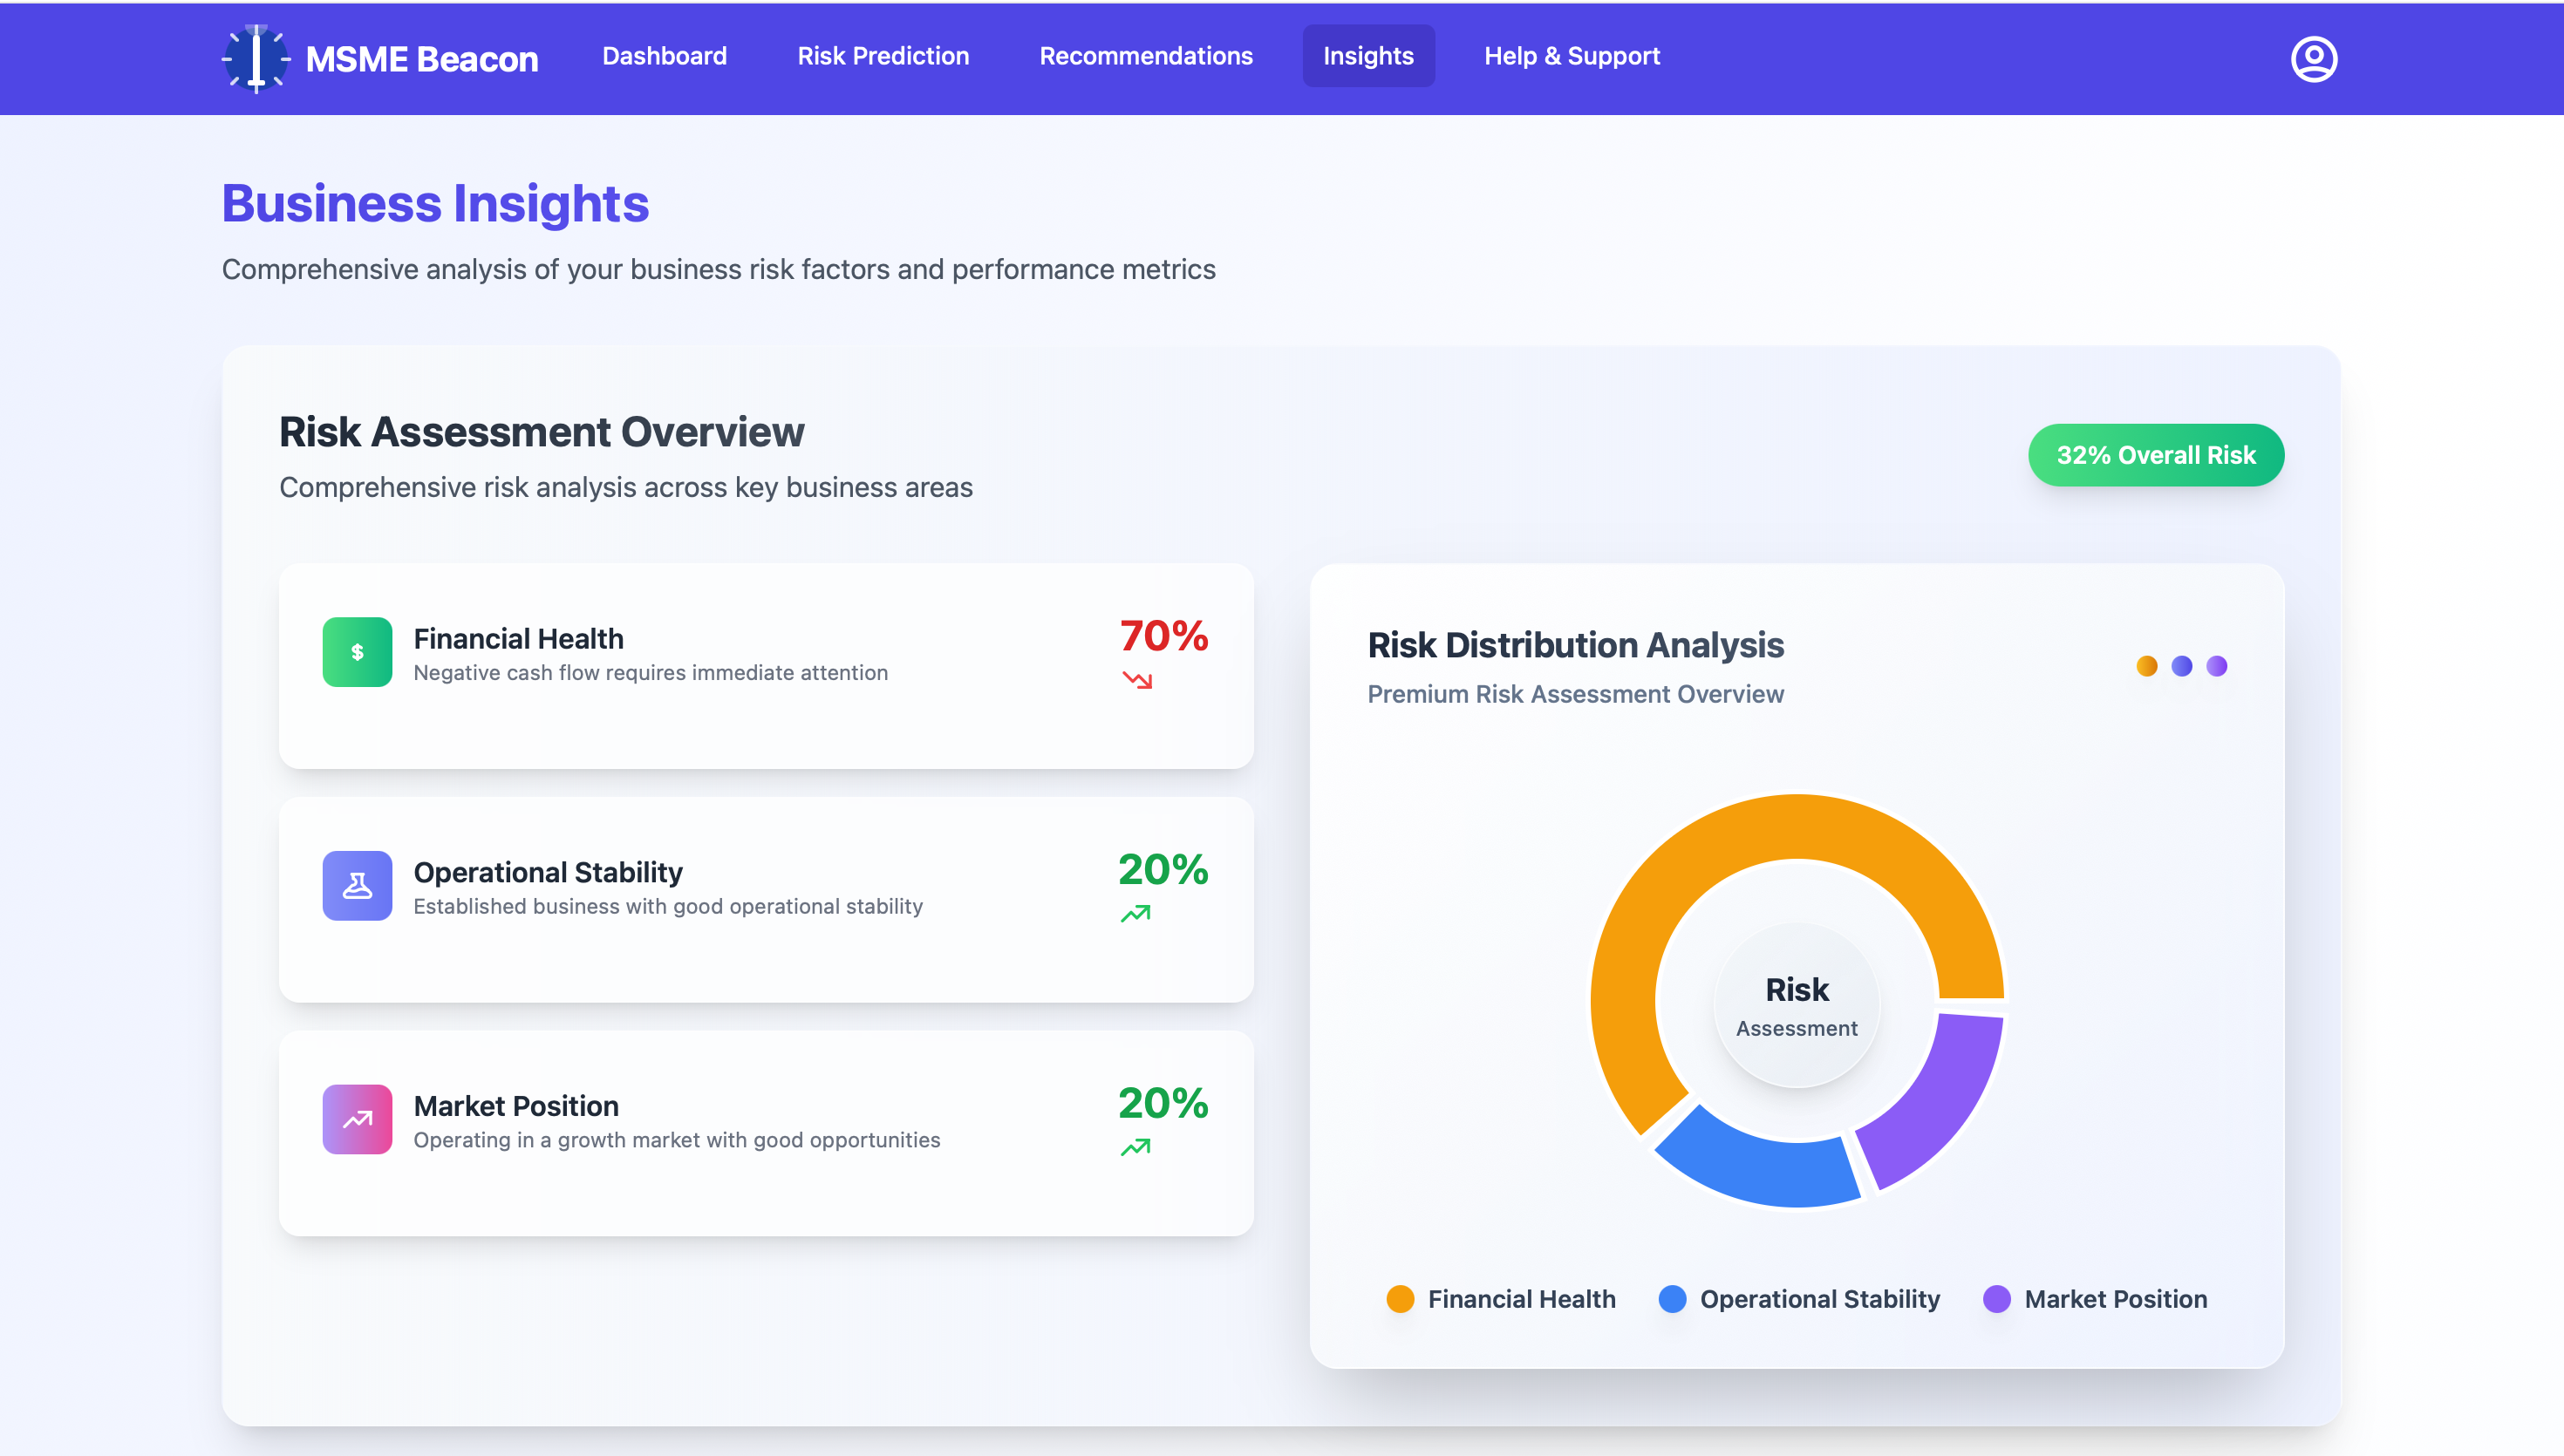 MSME Beacon
Dashboard
Risk Prediction
Recommendations
Insights
Help & Support
Business Insights
Comprehensive analysis of your business risk factors and performance metrics
Risk Assessment Overview
Comprehensive risk analysis across key business areas
32% Overall Risk
$
Financial Health
Negative cash flow requires immediate attention
70%
Operational Stability
Established business with good operational stability
20%
Market Position
Operating in a growth market with good opportunities
20%
Risk Distribution Analysis
Premium Risk Assessment Overview
Risk
Assessment
Financial Health
Operational Stability
Market Position